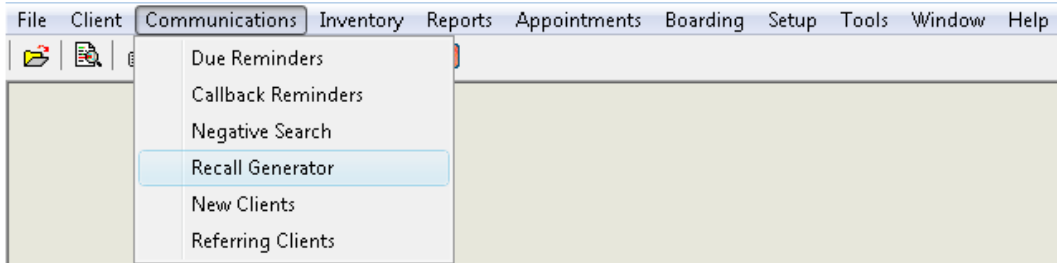 File Client Communications Inventory Reports Appointments Boarding Setup Tools Window Help
Due Reminders
Callback Reminders
Negative Search
Recall Generator
New Clients
Referring Clients